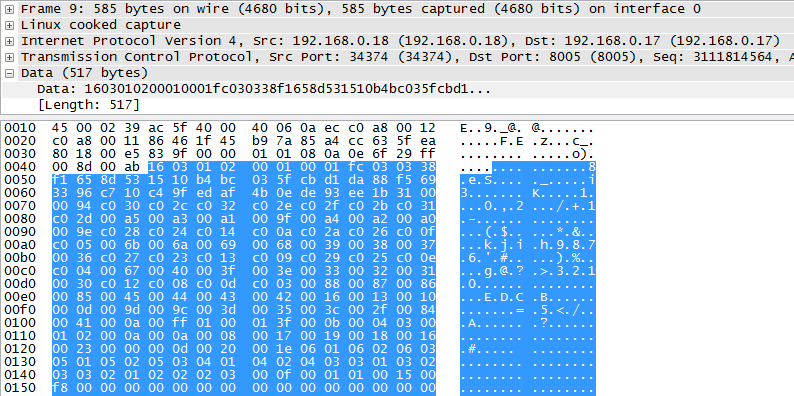 Frame 9: 585 bytes on wire (4680 bits), 585 bytes captured (4680 bits) on interface 0
Linux cooked capture
Internet Protocol Version 4, Src: 192.168.0.18 (192.168.0.18), Dst: 192.168.0.17 (192.168.0.17)
Transmission Control Protocol, Src Port: 34374 (34374), Dst Port: 8005 (8005), Seq: 3111814564, A
Data (517 bytes)
Data: 1603010200010001fc030338f1658d531510b4bc035fcbd1...
[Length: 517]
0010 45 00 02 39 ac 5f 40 00 40 06 0a ec c0 a8 00 12 E..9._@. @.......
0020 c0 a8 00 11 86 46 1f 45 b9 7a 85 a4 cc 63 5f ea .....F.E .z...c_.
0030 80 18 00 e5 83 9f 00 00 01 01 08 0a 0e 6f 29 ff ........ .....o).
0040 00 8d 00 ab 16 03 01 02 00 01 00 01 fc 03 03 38 ........ .......8
0050 f1 65 8d 53 15 10 b4 bc 03 5f cb d1 da 88 f5 69 .e.S.... ._.....i
0060 33 96 c7 10 c4 9f ed af 4b 0e de 93 ee 1b 31 00 3....... K.....1.
0070 00 94 c0 30 c0 2c c0 32 c0 2e c0 2f c0 2b c0 31 ...0.,.2 .../.+.1
0080 c0 2d 00 a5 00 a3 00 a1 00 9f 00 a4 00 a2 00 a0 .-...... ........
0090 00 9e c0 28 c0 24 c0 14 c0 0a c0 2a c0 26 c0 0f ...(.$.. ...*.&..
00a0 c0 05 00 6b 00 6a 00 69 00 68 00 39 00 38 00 37 ...k.j.i .h.9.8.7
00b0 00 36 c0 27 c0 23 c0 13 c0 09 c0 29 c0 25 c0 0e .6.'.#.. ...).%..
00c0 c0 04 00 67 00 40 00 3f 00 3e 00 33 00 32 00 31 ...g.@.? .>.3.2.1
00d0 00 30 c0 12 c0 08 c0 0d c0 03 00 88 00 87 00 86 .0...... ........
00e0 00 85 00 45 00 44 00 43 00 42 00 16 00 13 00 10 ...E.D.C .B......
00f0 00 0d 00 9d 00 9c 00 3d 00 35 00 3c 00 2f 00 84 .......= .5.<./..
0100 00 41 00 0a 00 ff 01 00 01 3f 00 0b 00 04 03 00 .A...... .?......
0110 01 02 00 0a 00 0a 00 08 00 17 00 19 00 18 00 16 ........ ........
0120 00 23 00 00 00 0d 00 20 00 1e 06 01 06 02 06 03 .#..... ........
0130 05 01 05 02 05 03 04 01 04 02 04 03 03 01 03 02 ........ ........
0140 03 03 02 01 02 02 02 03 00 0f 00 01 01 00 15 00 ........ ........
0150 f8 00 00 00 00 00 00 00 00 00 00 00 00 00 00 00 ........ ........